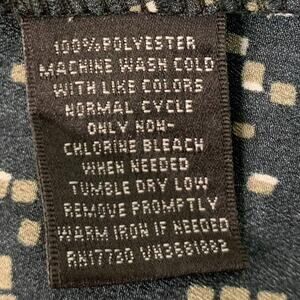 100%POLYESTER
MACHINE WASH COLD
WITH LIKE COLORS
NORMAL CYCLE
ONLY NON-
CHLORINE BLEACH
WHEN NEEDED
TUMBLE DRY LOW
REMOVE PROMPTLY
WARM IRON IF NEEDED
RN17730 VN3681882